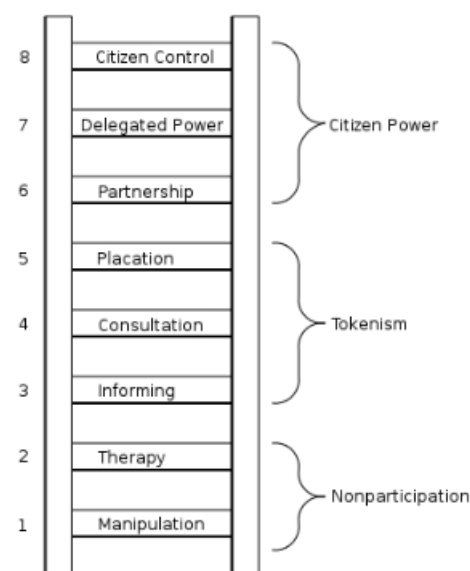 8 Citizen Control
7 Delegated Power
Citizen Power
6 Partnership
5 Placation
4 Consultation
Tokenism
3 Informing
2 Therapy
Nonparticipation
1 Manipulation